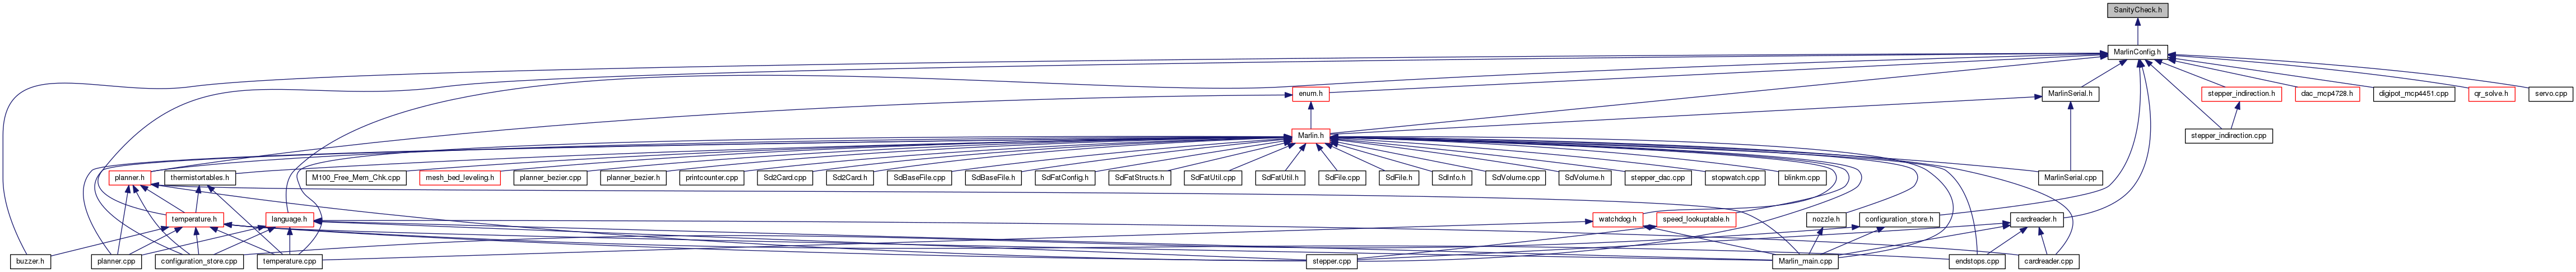 SanityCheck.h
MarlinConfig.h
enum.h
MarlinSerial.h
stepper_indirection.h
dac_mcp4728.h
digipot_mcp4451.cpp
qr_solve.h
servo.cpp
Marlin.h
stepper_indirection.cpp
planner.h
thermistortables.h
M100_Free_Mem_Chk.cpp
mesh_bed_leveling.h
planner_bezier.cpp
planner_bezier.h
printcounter.cpp
Sd2Card.cpp
Sd2Card.h
SdBaseFile.cpp
SdBaseFile.h
SdFatConfig.h
SdFatStructs.h
SdFatUtil.cpp
SdFatUtil.h
SdFile.cpp
SdFile.h
SdInfo.h
SdVolume.cpp
SdVolume.h
stepper_dac.cpp
stopwatch.cpp
blinkm.cpp
MarlinSerial.cpp
temperature.h
language.h
watchdog.h
speed_lookuptable.h
nozzle.h
configuration_store.h
cardreader.h
buzzer.h
planner.cpp
configuration_store.cpp
temperature.cpp
stepper.cpp
Marlin_main.cpp
endstops.cpp
cardreader.cpp